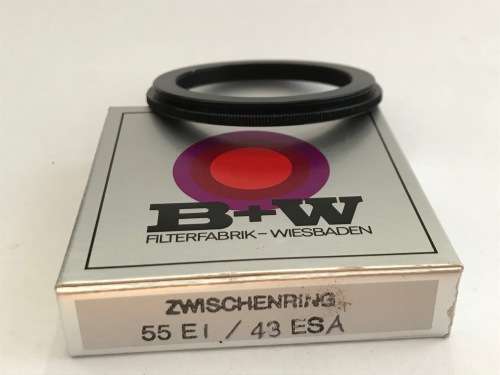 B+W
FILTERFABRIK-WIESBADEN
ZWISCHENRING
55 EI / 43 ESA